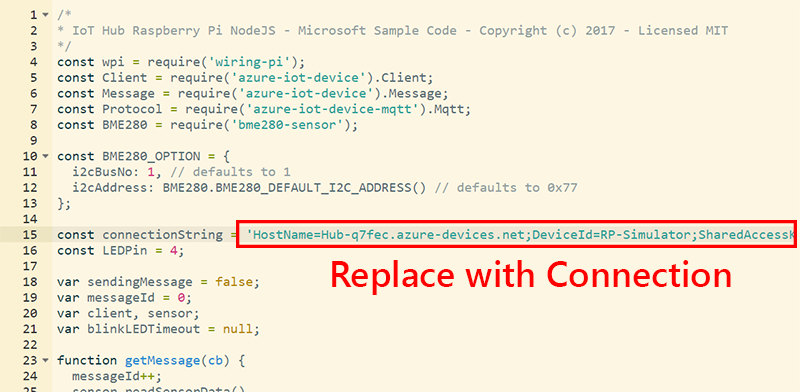 1 /*
2 * IoT Hub Raspberry Pi NodeJS - Microsoft Sample Code - Copyright (c) 2017 - Licensed MIT
3 */
4 const wpi = require('wiring-pi');
5 const Client = require('azure-iot-device').Client;
6 const Message = require('azure-iot-device').Message;
7 const Protocol = require('azure-iot-device-mqtt').Mqtt;
8 const BME280 = require('bme280-sensor');
9
10 const BME280_OPTION = {
11 i2cBusNo: 1, // defaults to 1
12 i2cAddress: BME280.BME280_DEFAULT_I2C_ADDRESS() // defaults to 0x77
13 };
14
15 const connectionString = 'HostName=Hub-q7fec.azure-devices.net;DeviceId=RP-Simulator;SharedAccessK
16 const LEDPin = 4;
Replace with Connection
17
18 var sendingMessage = false;
19 var messageId = 0;
20 var client, sensor;
21 var blinkLEDTimeout = null;
22
23 function getMessage(cb) {
24 messageId++;
25 sensor.readSensorData()